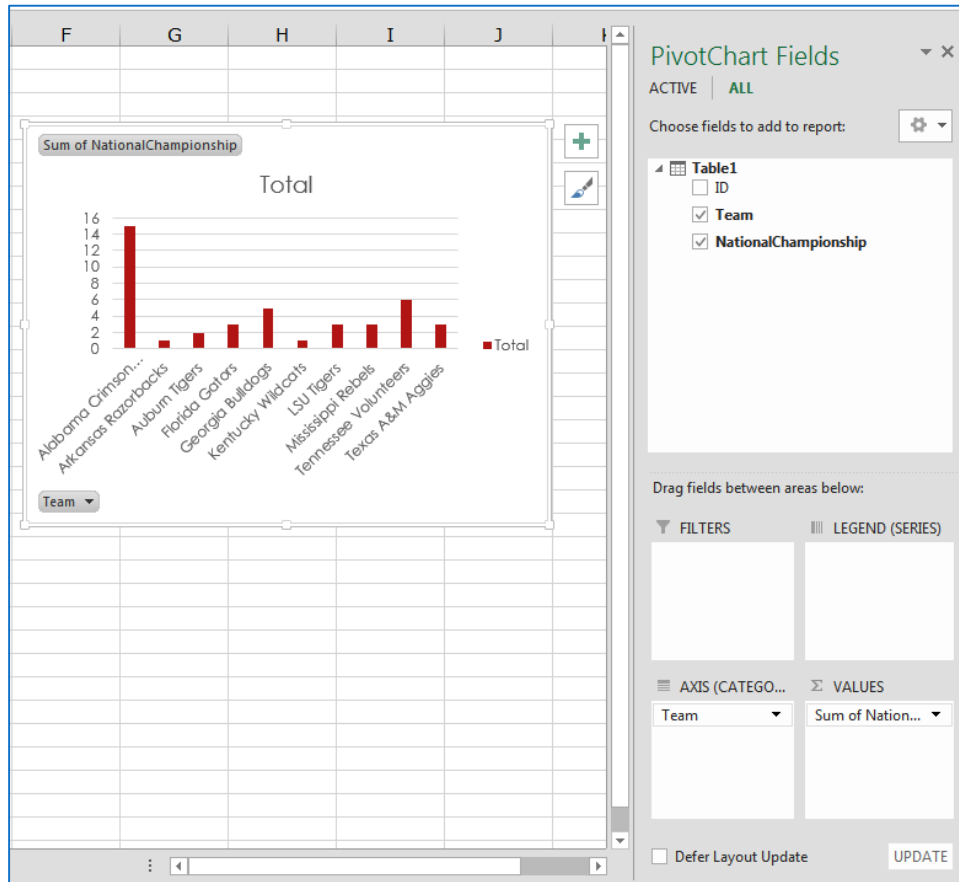 F G H I J
Sum of NationalChampionship
Total
16
14
12
10
8
6
4
2
0
Total
Alabama Crimson...
Arkansas Razorbacks
Auburn Tigers
Florida Gators
Georgia Bulldogs
Kentucky Wildcats
LSU Tigers
Mississippi Rebels
Tennessee Volunteers
Texas A&M Aggies
Team
PivotChart Fields
ACTIVE ALL
Choose fields to add to report:
Table1
ID
Team
NationalChampionship
Drag fields between areas below:
FILTERS LEGEND (SERIES)
AXIS (CATEGO... Σ VALUES
Team Sum of Nation...
Defer Layout Update UPDATE